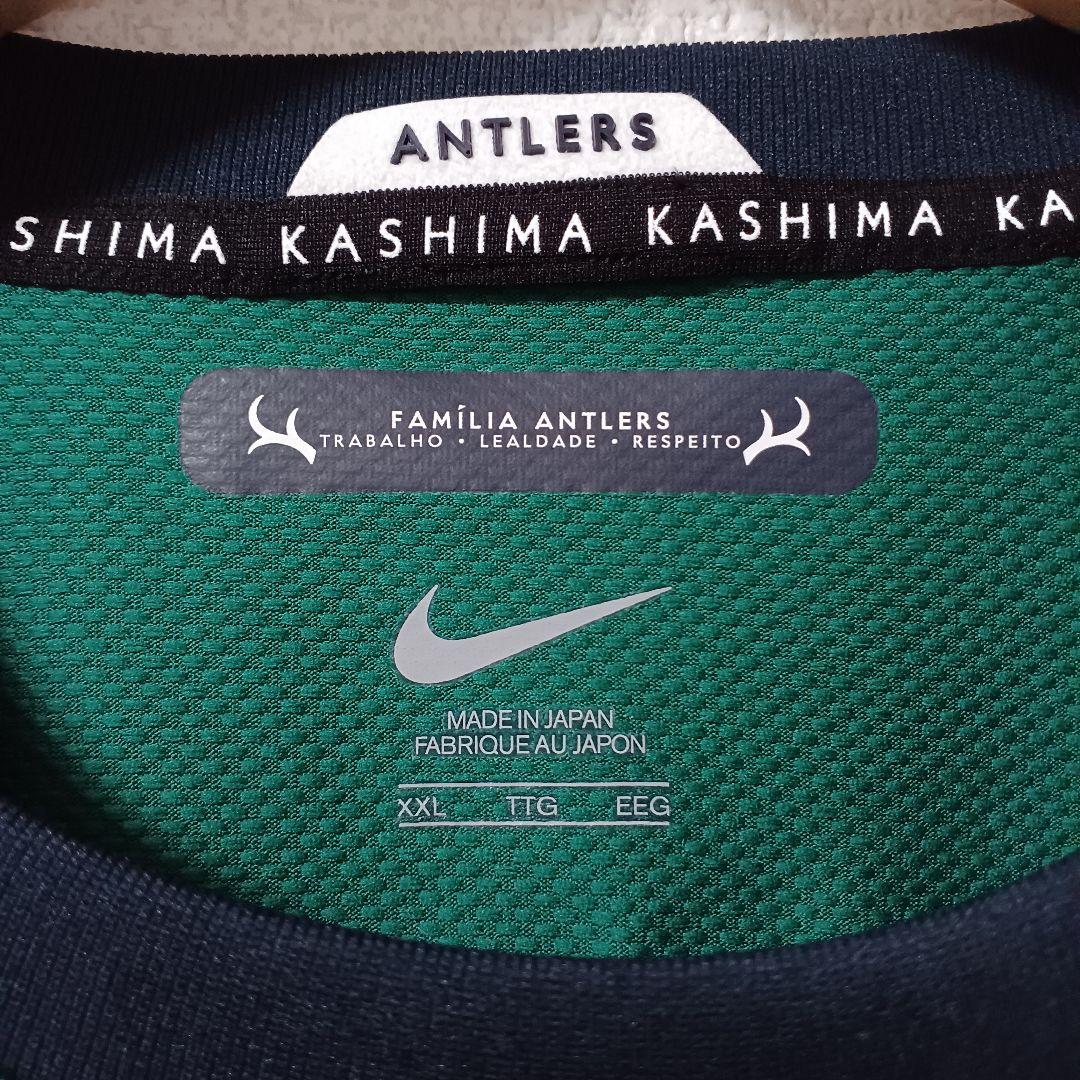 ANTLERS
SHIMA KASHIMA KASHIMA KA
FAMÍLIA ANTLERS
TRABALHO • LEALDADE • RESPEITO
MADE IN JAPAN
FABRIQUE AU JAPON
XXL TTG EEG